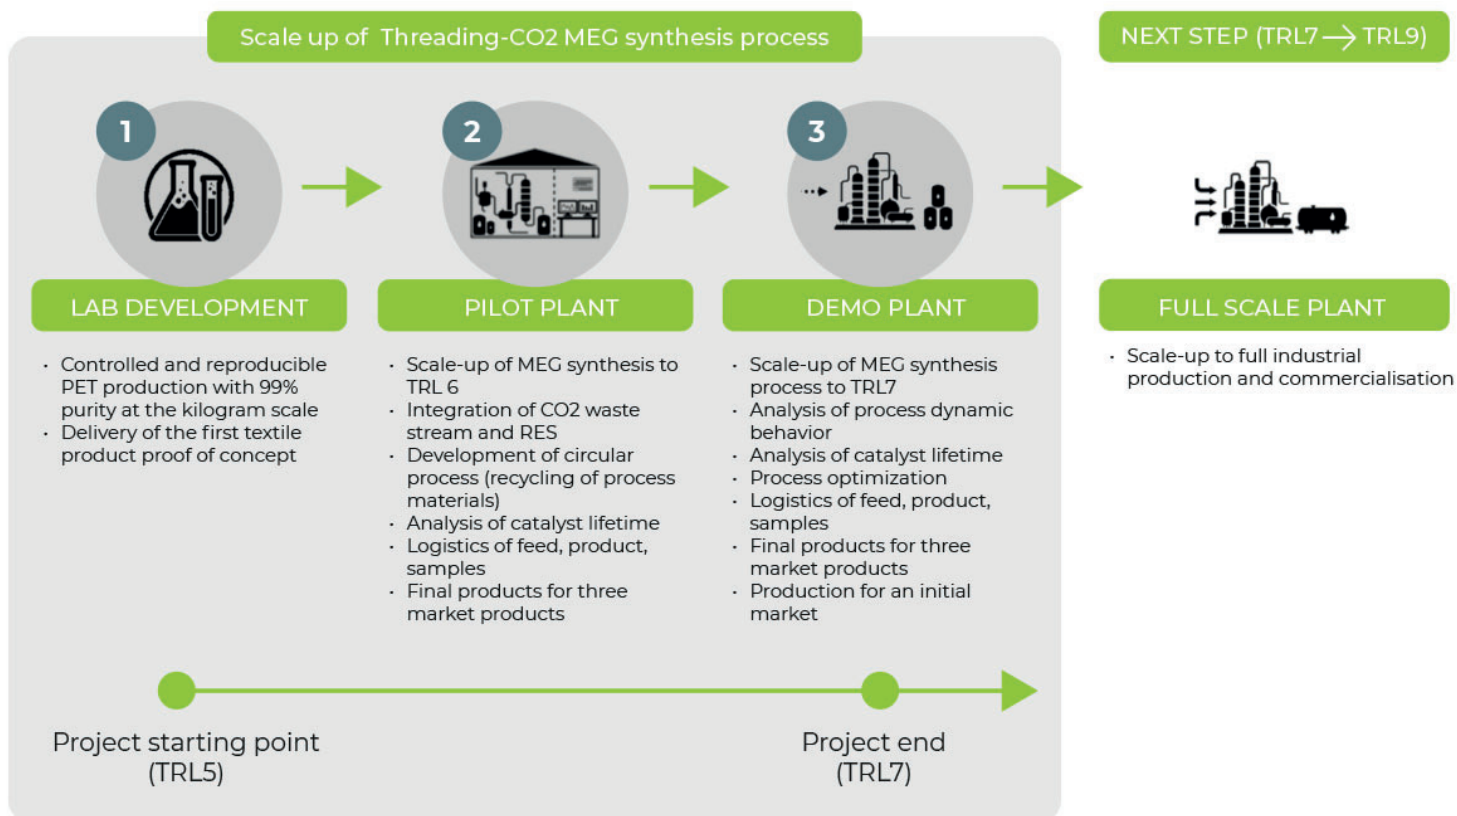 Scale up of Threading-CO2 MEG synthesis process
NEXT STEP (TRL7 → TRL9)
1
2
3
LAB DEVELOPMENT
· Controlled and reproducible
PET production with 99%
purity at the kilogram scale
· Delivery of the first textile
product proof of concept
PILOT PLANT
· Scale-up of MEG synthesis to
TRL 6
· Integration of CO2 waste
stream and RES
· Development of circular
process (recycling of process
materials)
· Analysis of catalyst lifetime
· Logistics of feed, product,
samples
· Final products for three
market products
DEMO PLANT
· Scale-up of MEG synthesis
process to TRL7
· Analysis of process dynamic
behavior
· Analysis of catalyst lifetime
· Process optimization
· Logistics of feed, product,
samples
· Final products for three
market products
· Production for an initial
market
FULL SCALE PLANT
· Scale-up to full industrial
production and commercialisation
Project starting point
(TRL5)
Project end
(TRL7)